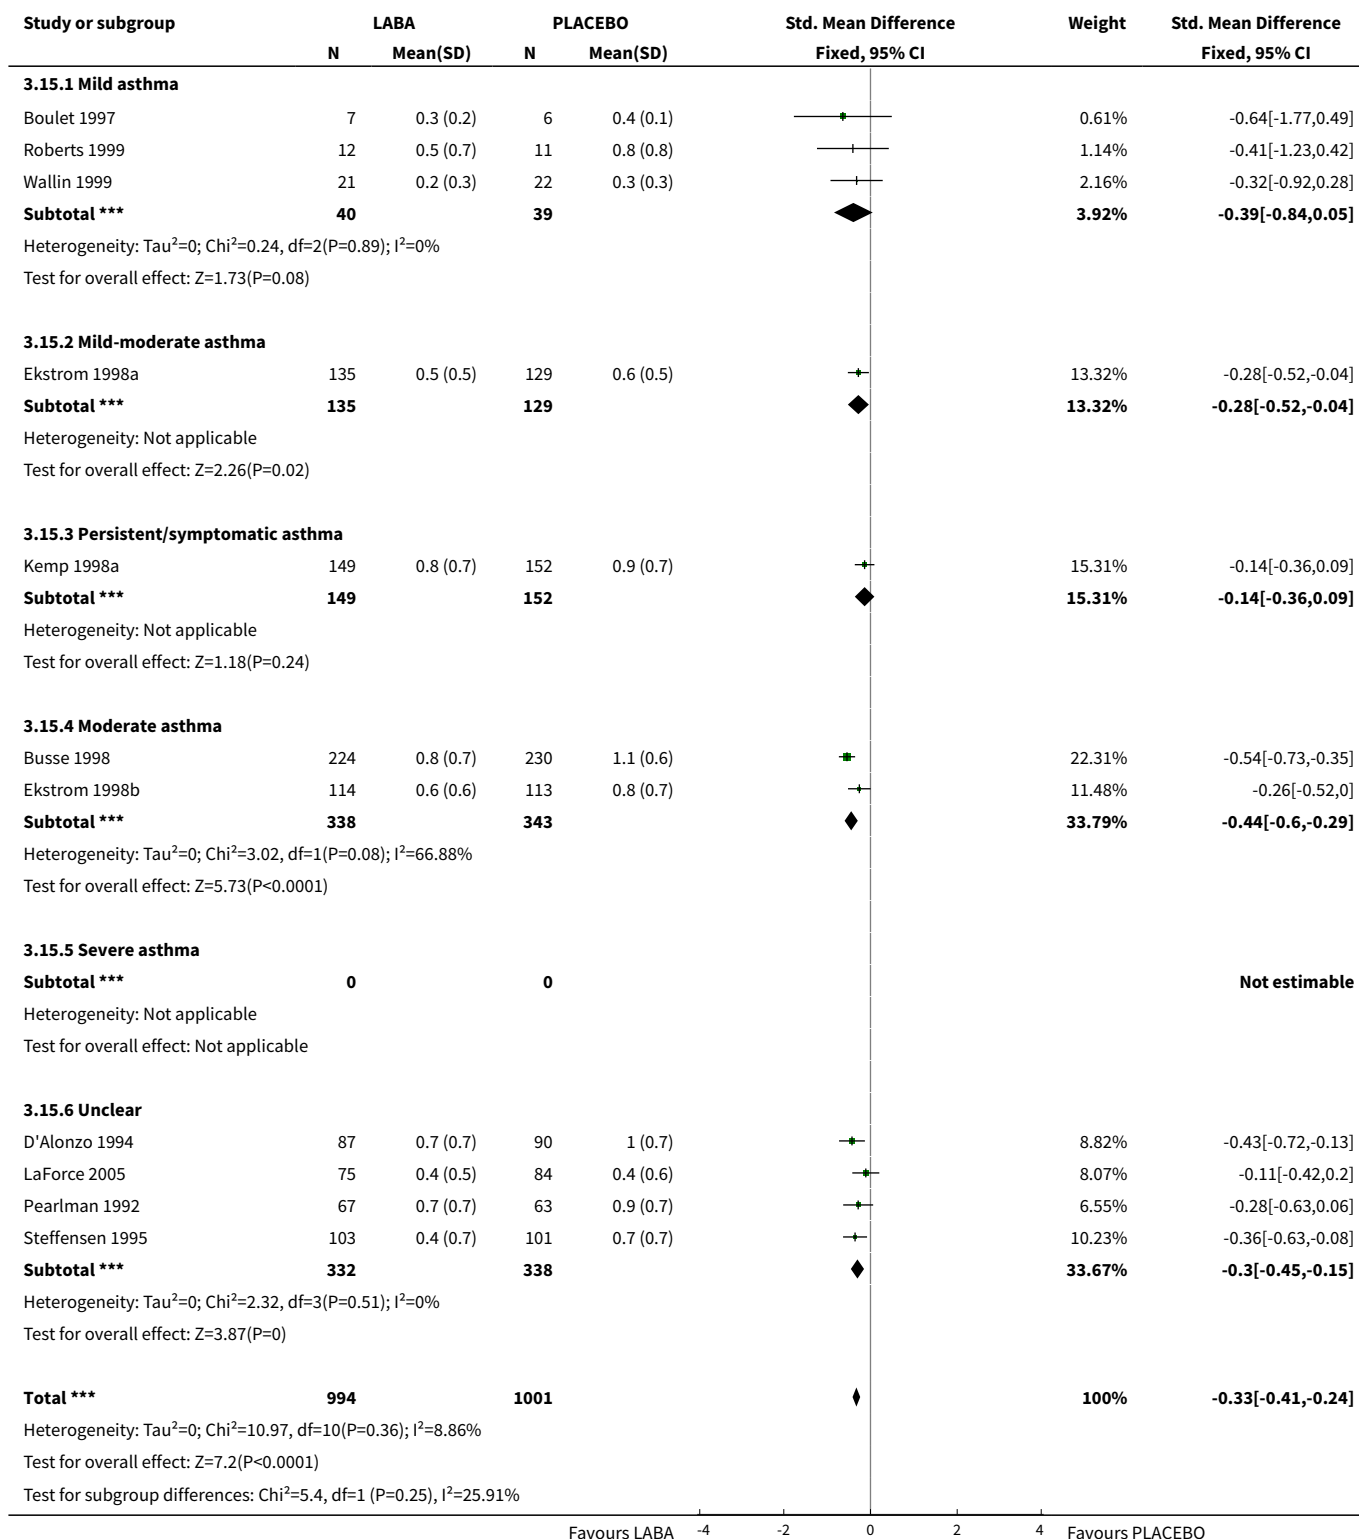 Study or subgroup LABA PLACEBO Std. Mean Difference Weight Std. Mean Difference
N Mean(SD) N Mean(SD) Fixed, 95% CI Fixed, 95% CI
3.15.1 Mild asthma
Boulet 1997 7 0.3 (0.2) 6 0.4 (0.1) 0.61% -0.64[-1.77,0.49]
Roberts 1999 12 0.5 (0.7) 11 0.8 (0.8) 1.14% -0.41[-1.23,0.42]
Wallin 1999 21 0.2 (0.3) 22 0.3 (0.3) 2.16% -0.32[-0.92,0.28]
Subtotal *** 40 39 3.92% -0.39[-0.84,0.05]
Heterogeneity: Tau²=0; Chi²=0.24, df=2(P=0.89); I²=0%
Test for overall effect: Z=1.73(P=0.08)
3.15.2 Mild-moderate asthma
Ekstrom 1998a 135 0.5 (0.5) 129 0.6 (0.5) 13.32% -0.28[-0.52,-0.04]
Subtotal *** 135 129 13.32% -0.28[-0.52,-0.04]
Heterogeneity: Not applicable
Test for overall effect: Z=2.26(P=0.02)
3.15.3 Persistent/symptomatic asthma
Kemp 1998a 149 0.8 (0.7) 152 0.9 (0.7) 15.31% -0.14[-0.36,0.09]
Subtotal *** 149 152 15.31% -0.14[-0.36,0.09]
Heterogeneity: Not applicable
Test for overall effect: Z=1.18(P=0.24)
3.15.4 Moderate asthma
Busse 1998 224 0.8 (0.7) 230 1.1 (0.6) 22.31% -0.54[-0.73,-0.35]
Ekstrom 1998b 114 0.6 (0.6) 113 0.8 (0.7) 11.48% -0.26[-0.52,0]
Subtotal *** 338 343 33.79% -0.44[-0.6,-0.29]
Heterogeneity: Tau²=0; Chi²=3.02, df=1(P=0.08); I²=66.88%
Test for overall effect: Z=5.73(P<0.0001)
3.15.5 Severe asthma
Subtotal *** 0 0 Not estimable
Heterogeneity: Not applicable
Test for overall effect: Not applicable
3.15.6 Unclear
D'Alonzo 1994 87 0.7 (0.7) 90 1 (0.7) 8.82% -0.43[-0.72,-0.13]
LaForce 2005 75 0.4 (0.5) 84 0.4 (0.6) 8.07% -0.11[-0.42,0.2]
Pearlman 1992 67 0.7 (0.7) 63 0.9 (0.7) 6.55% -0.28[-0.63,0.06]
Steffensen 1995 103 0.4 (0.7) 101 0.7 (0.7) 10.23% -0.36[-0.63,-0.08]
Subtotal *** 332 338 33.67% -0.3[-0.45,-0.15]
Heterogeneity: Tau²=0; Chi²=2.32, df=3(P=0.51); I²=0%
Test for overall effect: Z=3.87(P=0)
Total *** 994 1001 100% -0.33[-0.41,-0.24]
Heterogeneity: Tau²=0; Chi²=10.97, df=10(P=0.36); I²=8.86%
Test for overall effect: Z=7.2(P<0.0001)
Test for subgroup differences: Chi²=5.4, df=1 (P=0.25), I²=25.91%
Favours LABA -4 -2 0 2 4 Favours PLACEBO